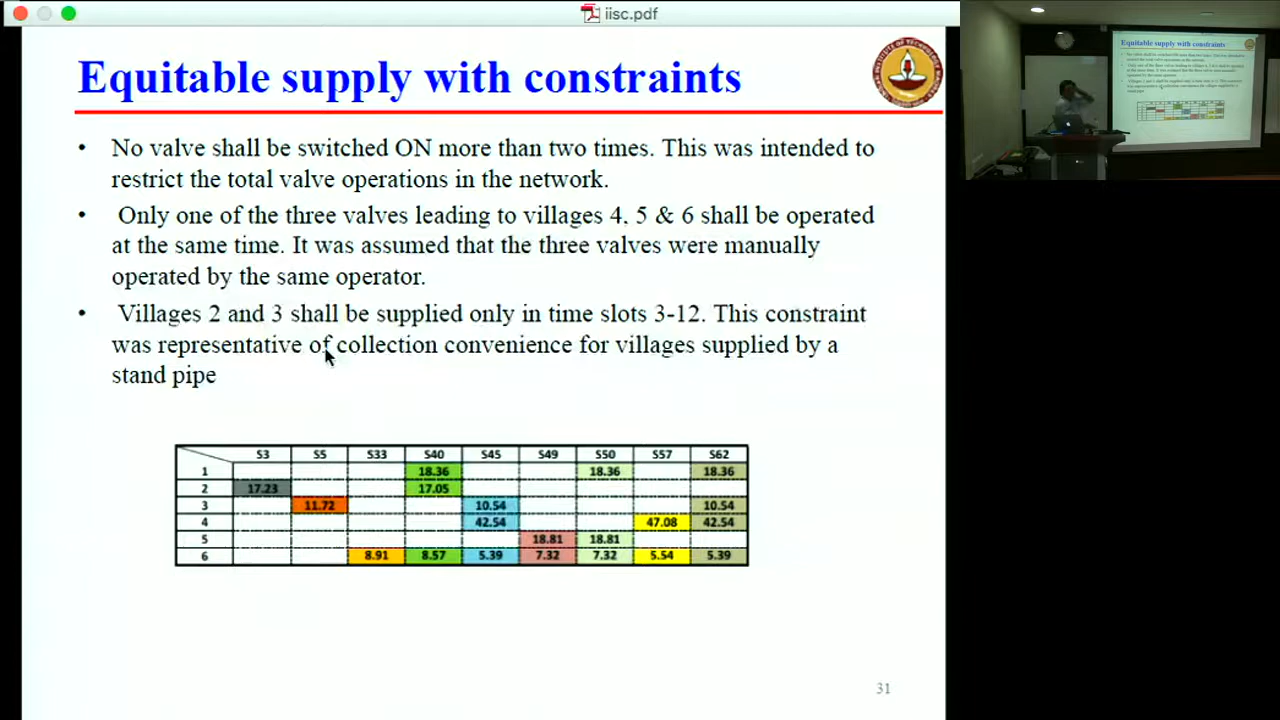 iisc.pdf
Equitable supply with constraints
• No valve shall be switched ON more than two times. This was intended to
restrict the total valve operations in the network.
• Only one of the three valves leading to villages 4, 5 & 6 shall be operated
at the same time. It was assumed that the three valves were manually
operated by the same operator.
• Villages 2 and 3 shall be supplied only in time slots 3-12. This constraint
was representative of collection convenience for villages supplied by a
stand pipe
S3 S5 S33 S40 S45 S49 S50 S57 S62
1 18.36 18.36 18.36
2 17.23 17.05
3 11.72 10.54 10.54
4 42.54 47.08 42.54
5 18.81 18.81
6 8.91 8.57 5.39 7.32 7.32 5.54 5.39
31
Equitable supply with constraints